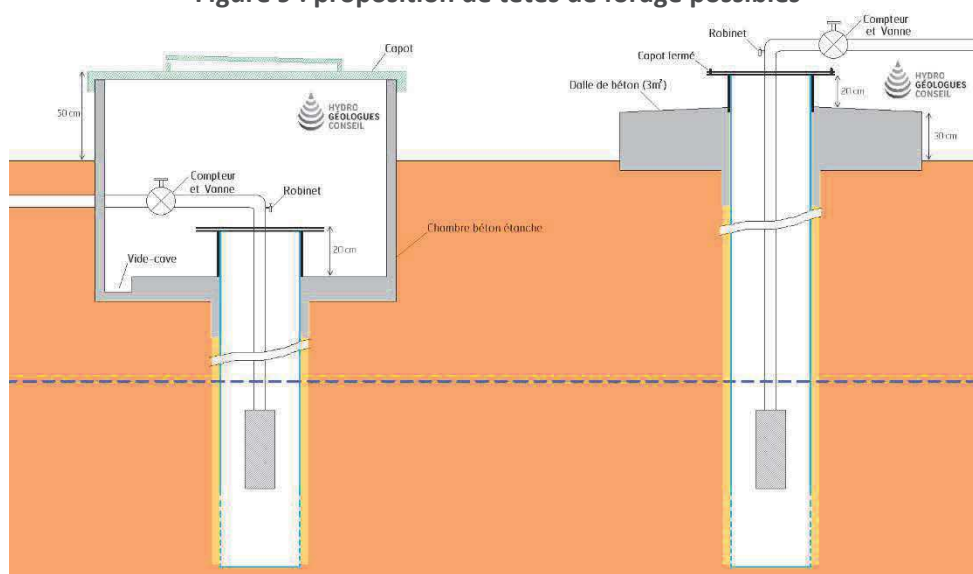 Figure 54 : proposition de têtes de forage possibles
Capot
50 cm
HYDRO
GÉOLOGUES
CONSEIL
Compteur
et Vanne
Robinet
20 cm
Chambre béton étanche
Vide-cave
Robinet
Compteur
et Vanne
Capot fermé
Dalle de béton (3m²)
20 cm
HYDRO
GÉOLOGUES
CONSEIL
30 cm